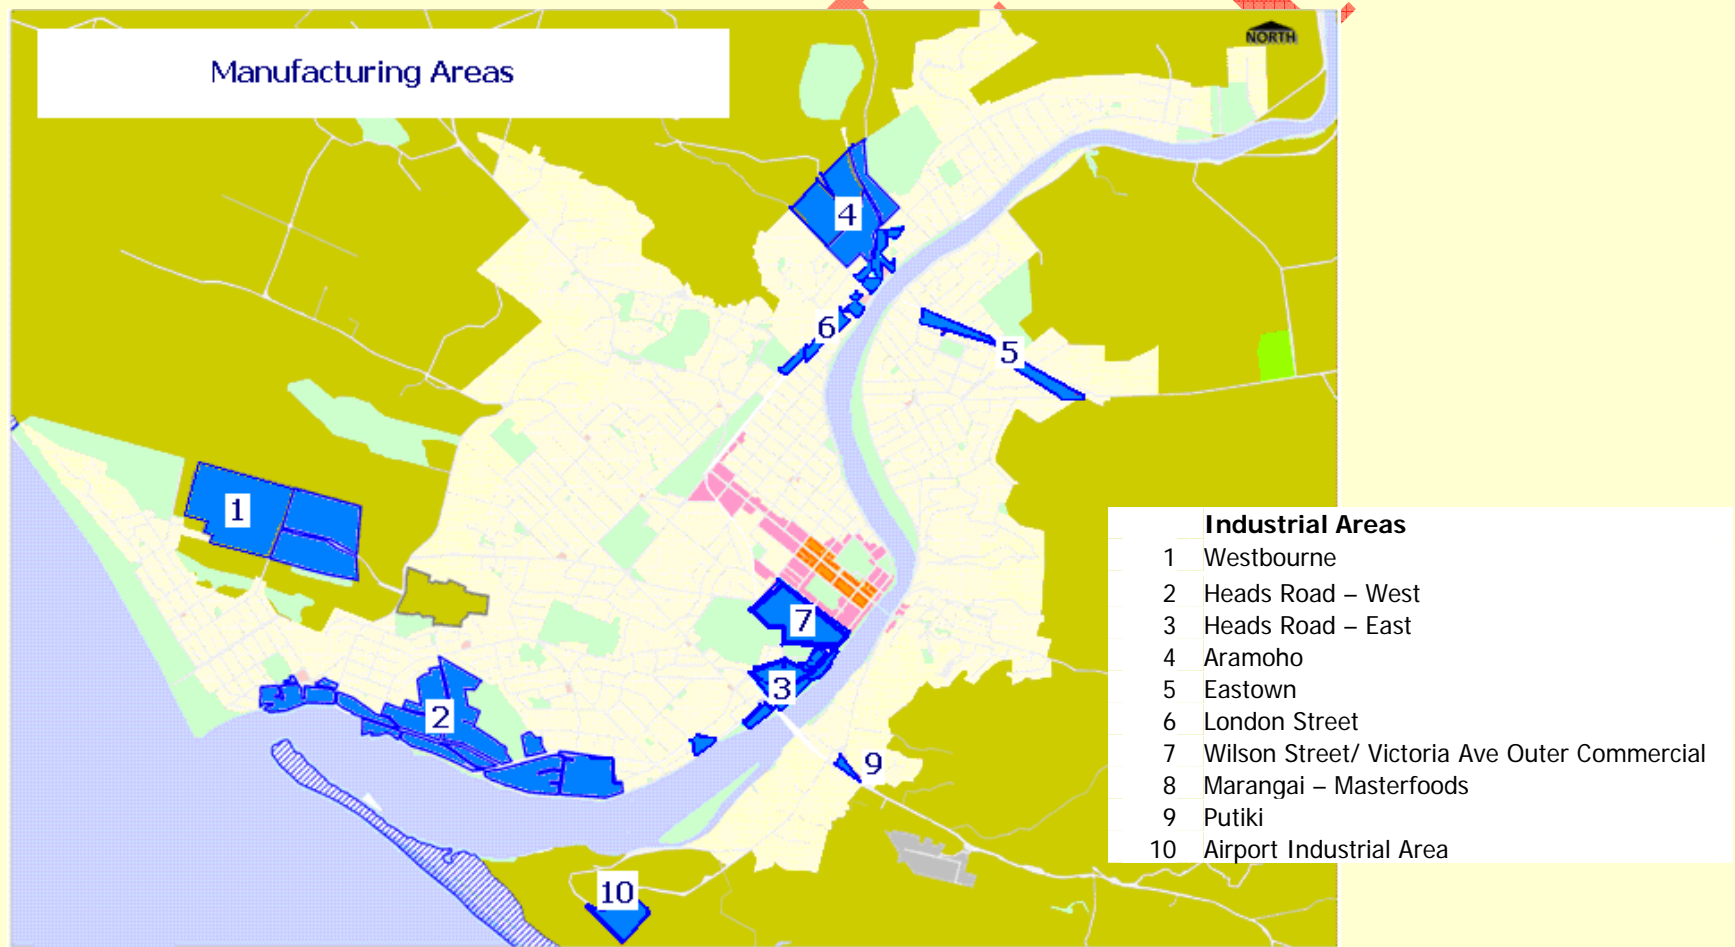 Manufacturing Areas
NORTH
4
6
5
1
7
3
2
9
10
Industrial Areas
1 Westbourne
2 Heads Road – West
3 Heads Road – East
4 Aramoho
5 Eastown
6 London Street
7 Wilson Street/ Victoria Ave Outer Commercial
8 Marangai – Masterfoods
9 Putiki
10 Airport Industrial Area